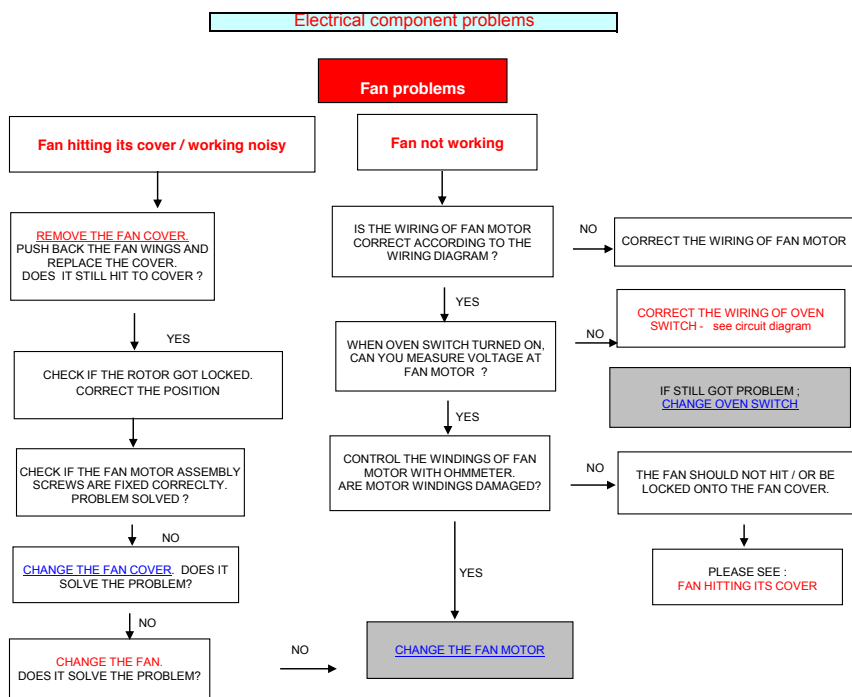 Electrical component problems
Fan problems
Fan hitting its cover / working noisy
REMOVE THE FAN COVER.
PUSH BACK THE FAN WINGS AND
REPLACE THE COVER.
DOES IT STILL HIT TO COVER ?
YES
CHECK IF THE ROTOR GOT LOCKED.
CORRECT THE POSITION
CHECK IF THE FAN MOTOR ASSEMBLY
SCREWS ARE FIXED CORRECLTY.
PROBLEM SOLVED ?
NO
CHANGE THE FAN COVER. DOES IT
SOLVE THE PROBLEM?
NO
CHANGE THE FAN.
DOES IT SOLVE THE PROBLEM?
NO
Fan not working
IS THE WIRING OF FAN MOTOR
CORRECT ACCORDING TO THE
WIRING DIAGRAM ?
NO
CORRECT THE WIRING OF FAN MOTOR
YES
WHEN OVEN SWITCH TURNED ON,
CAN YOU MEASURE VOLTAGE AT
FAN MOTOR ?
NO
CORRECT THE WIRING OF OVEN
SWITCH - see circuit diagram
IF STILL GOT PROBLEM ;
CHANGE OVEN SWITCH
YES
CONTROL THE WINDINGS OF FAN
MOTOR WITH OHMMETER.
ARE MOTOR WINDINGS DAMAGED?
NO
THE FAN SHOULD NOT HIT / OR BE
LOCKED ONTO THE FAN COVER.
PLEASE SEE :
FAN HITTING ITS COVER
YES
CHANGE THE FAN MOTOR